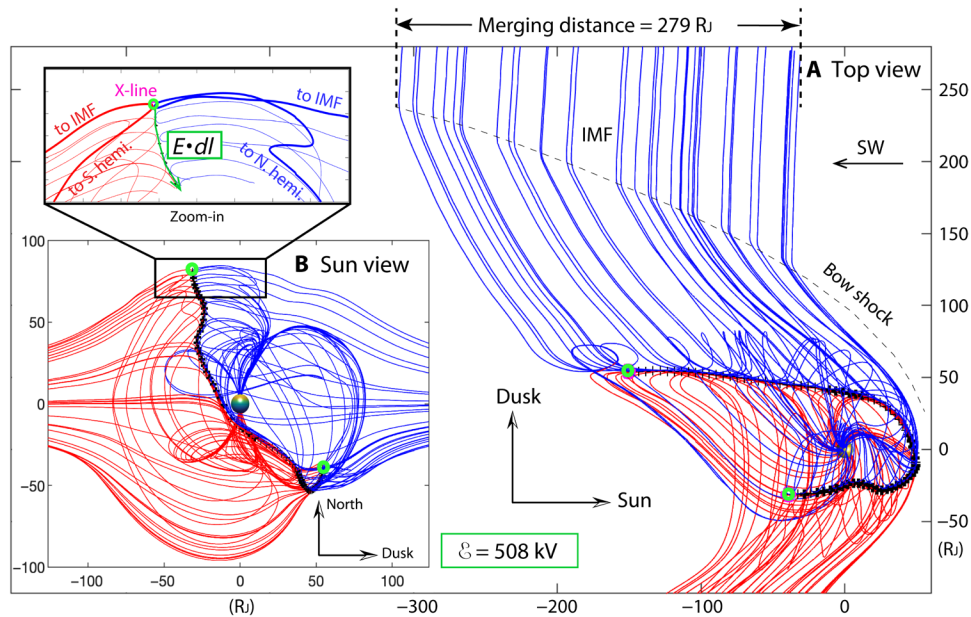 Merging distance = 279 RJ
A Top view
IMF
SW
Bow shock
Dusk
Sun
250
200
150
100
50
0
−50
(RJ)
−300
−200
−100
0
X-line
to IMF
to IMF
E•dl
to S. hemi.
to N. hemi.
Zoom-in
B Sun view
100
50
0
−50
−100
−100
−50
0
50
100
(RJ)
North
Dusk
ℰ = 508 kV